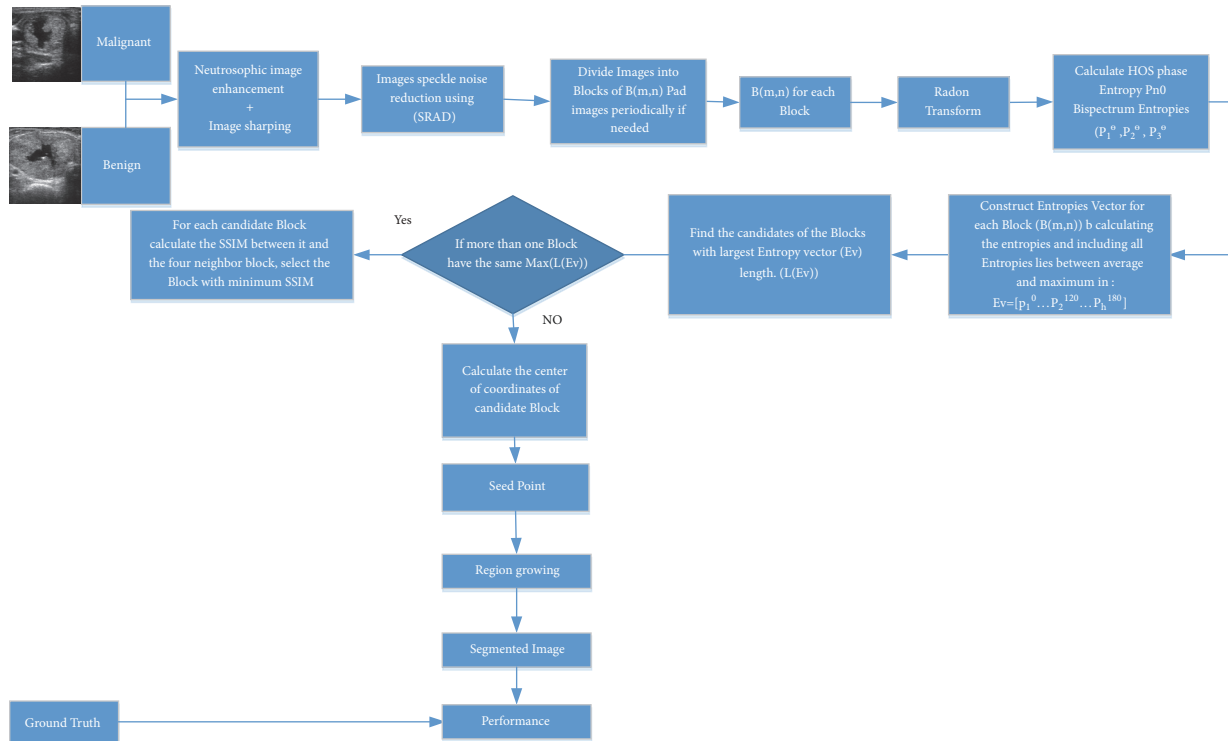 Malignant
Benign
Neutrosophic image
enhancement
+
Image sharping
Images speckle noise
reduction using
(SRAD)
Divide Images into
Blocks of B(m,n) Pad
images periodically if
needed
B(m,n) for each
Block
Radon
Transform
Calculate HOS phase
Entropy Pn0
Bispectrum Entropies
(P₁^ᶱ ,P₂^ᶱ , P₃^ᶱ
Construct Entropies Vector for
each Block (B(m,n)) b calculating
the entropies and including all
Entropies lies between average
and maximum in :
Ev=[p₁⁰…P₂¹²⁰…Pₕ¹⁸⁰]
Find the candidates of the Blocks
with largest Entropy vector (Ev)
length. (L(Ev))
If more than one Block
have the same Max(L(Ev))
Yes
For each candidate Block
calculate the SSIM between it and
the four neighbor block, select the
Block with minimum SSIM
NO
Calculate the center
of coordinates of
candidate Block
Seed Point
Region growing
Segmented Image
Ground Truth
Performance